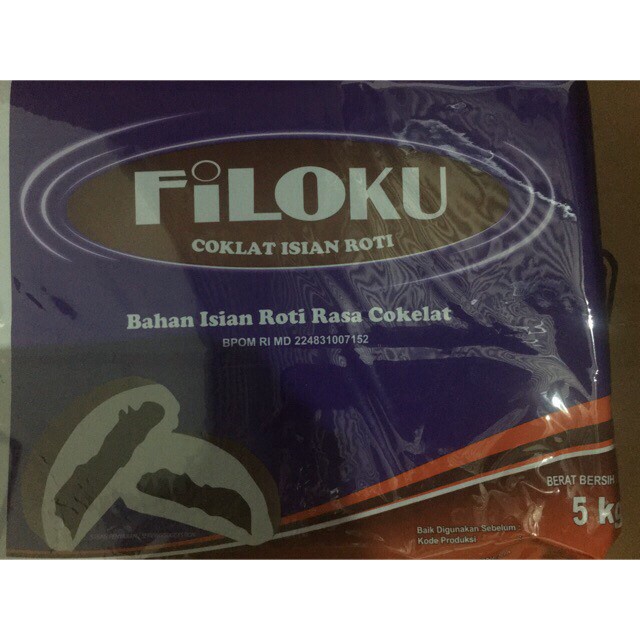 FiLOKU
COKLAT ISIAN ROTI
Bahan Isian Roti Rasa Cokelat
BPOM RI MD 224831007152
BERAT BERSIH
5 kg
Baik Digunakan Sebelum :
Kode Produksi